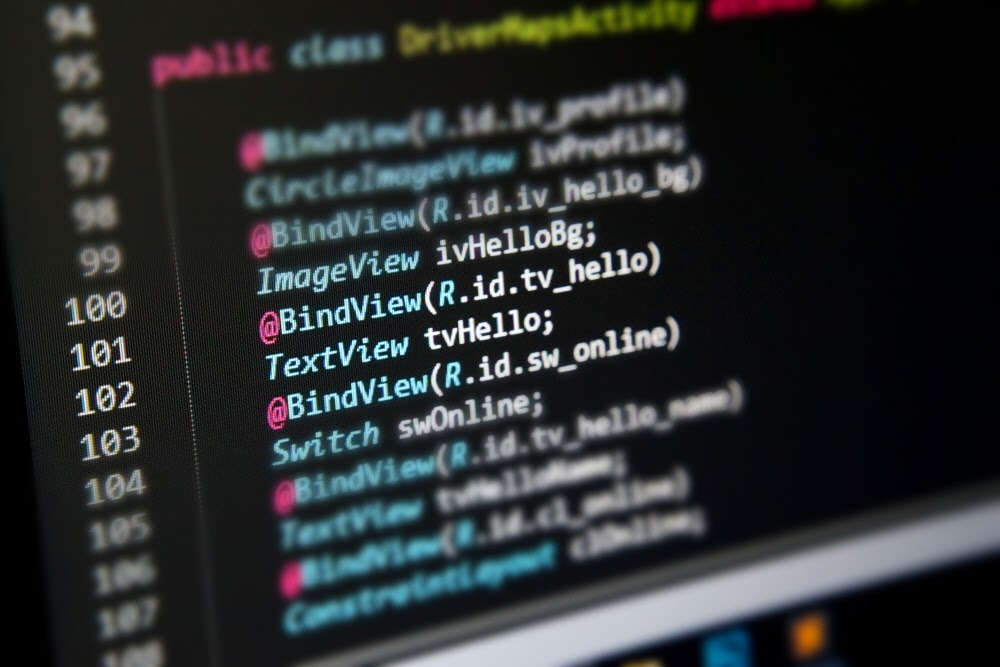 94
95 public class DriverMapsActivity
96
97 @BindView(R.id.iv_profile)
98 CircleImageView ivProfile;
99 @BindView(R.id.iv_hello_bg)
100 ImageView ivHelloBg;
101 @BindView(R.id.tv_hello)
102 TextView tvHello;
103 @BindView(R.id.sw_online)
104 Switch swOnline;
105 @BindView(R.id.tv_hello_name)
106 TextView tvHelloName;
107 @BindView(R.id.cl_online)
108 ConstraintLayout clOnline;